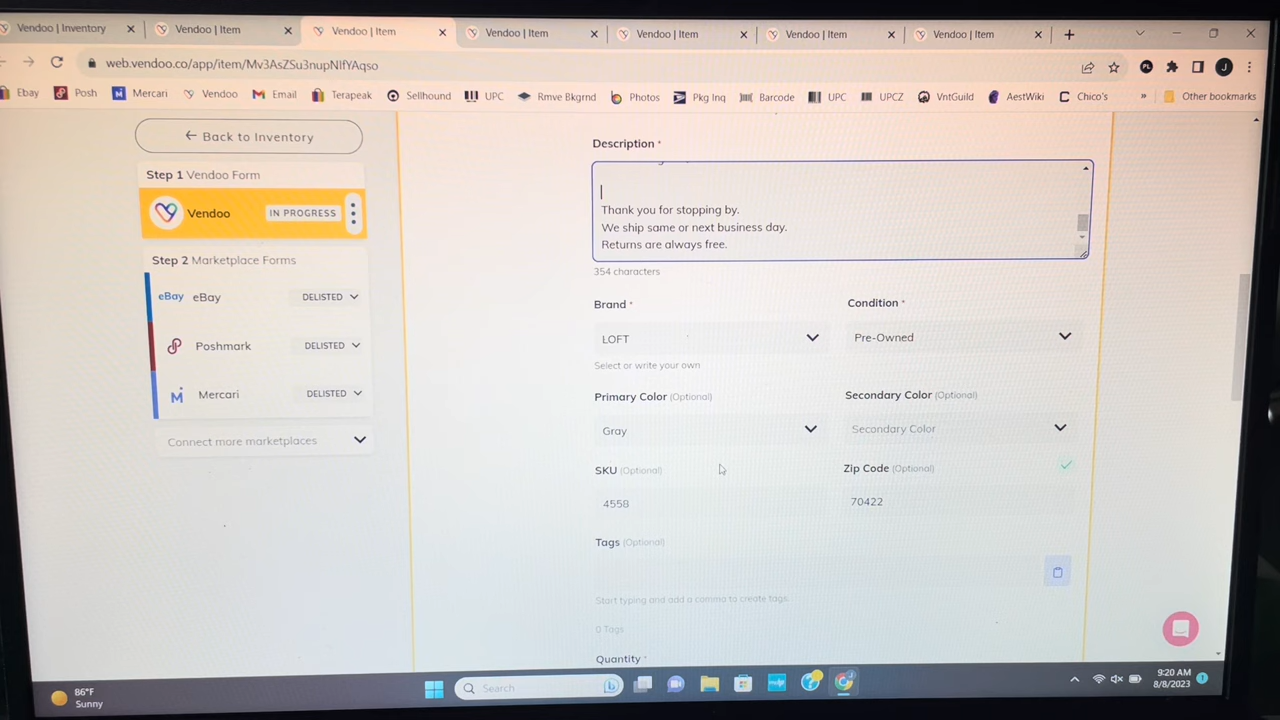 Vendoo | Inventory
Vendoo | Item
Vendoo | Item
Vendoo | Item
Vendoo | Item
Vendoo | Item
Vendoo | Item
web.vendoo.co/app/item/Mv3AsZSu3nupNlfYAqso
PL
J
Ebay
Posh
Mercari
Vendoo
Email
Terapeak
Sellhound
UPC
Rmve Bkgrnd
Photos
Pkg Inq
Barcode
UPC
UPCZ
VntGuild
AestWiki
Chico's
»
Other bookmarks
← Back to Inventory
Step 1 Vendoo Form
Vendoo IN PROGRESS
Step 2 Marketplace Forms
eBay eBay DELISTED
Poshmark DELISTED
Mercari DELISTED
Connect more marketplaces
Description *
Thank you for stopping by.
We ship same or next business day.
Returns are always free.
354 characters
Brand * Condition *
LOFT Pre-Owned
Select or write your own
Primary Color (Optional) Secondary Color (Optional)
Gray Secondary Color
SKU (Optional) Zip Code (Optional)
4558 70422
Tags (Optional)
Start typing and add a comma to create tags.
0 Tags
Quantity *
86°F
Sunny
Search
9:20 AM
8/8/2023
1